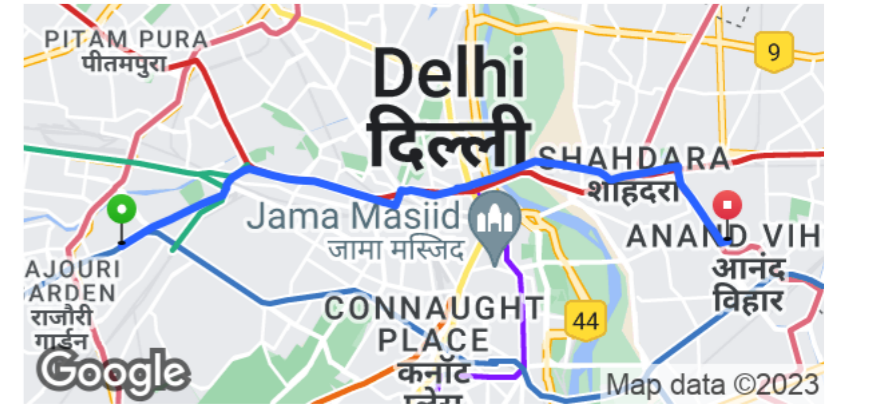 PITAM PURA
पीतमपुरा
Delhi
दिल्ली
9
SHAHDARA
शाहदरा
Jama Masjid
जामा मस्जिद
ANAND VIH
आनंद
विहार
AJOURI
ARDEN
राजौरी
गार्डन
CONNAUGHT
PLACE
कनॉट
प्लेस
44
Google
Map data ©2023